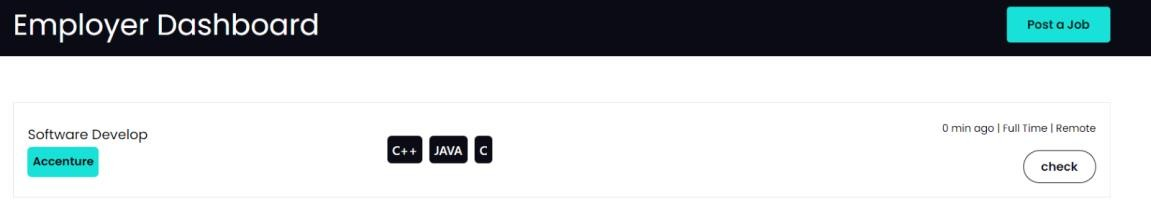 Employer Dashboard
Post a Job
Software Develop
Accenture
C++ JAVA C
0 min ago | Full Time | Remote
check